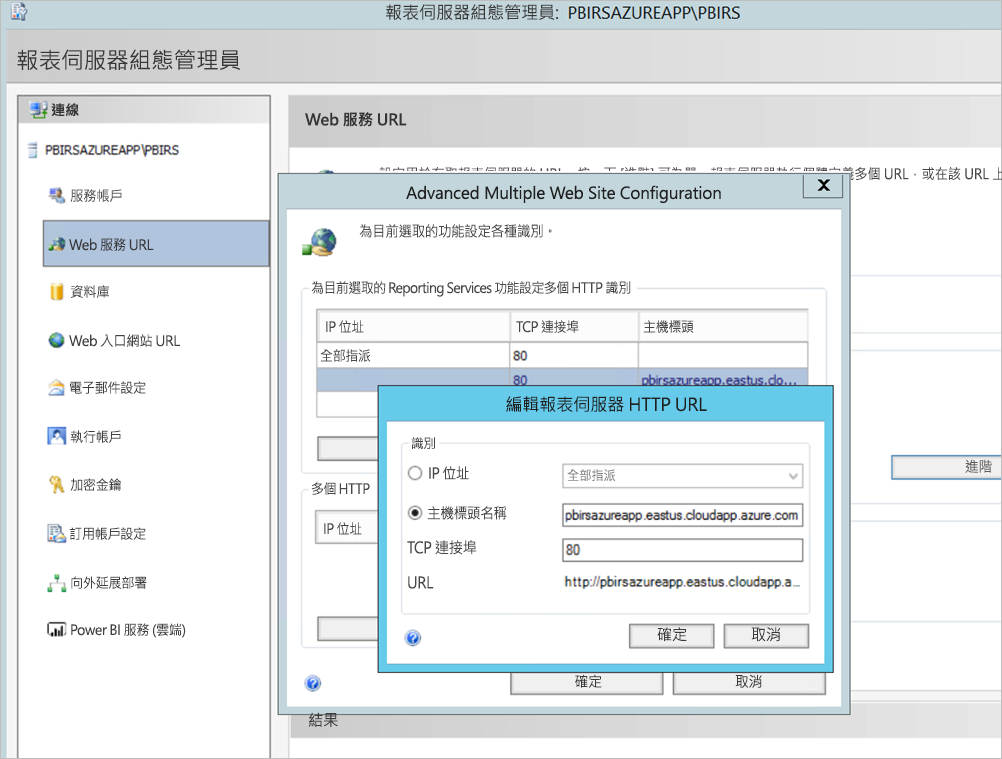 報表伺服器組態管理員: PBIRSAZUREAPP\PBIRS
報表伺服器組態管理員
連線
PBIRSAZUREAPP\PBIRS
服務帳戶
Web 服務 URL
資料庫
Web 入口網站 URL
電子郵件設定
執行帳戶
加密金鑰
訂用帳戶設定
向外延展部署
Power BI 服務 (雲端)
Web 服務 URL
多個 URL，或在該 URL 上
進階
Advanced Multiple Web Site Configuration
X
為目前選取的功能設定各種識別。
為目前選取的 Reporting Services 功能設定多個 HTTP 識別
IP 位址 TCP 連接埠 主機標頭
全部指派 80
80 pbirsazureapp.eastus.clo...
多個 HTTP
IP 位址
編輯報表伺服器 HTTP URL
識別
IP 位址 全部指派
主機標頭名稱 pbirsazureapp.eastus.cloudapp.azure.com
TCP 連接埠 80
URL http://pbirsazureapp.eastus.cloudapp.a...
確定 取消
確定 取消
結果